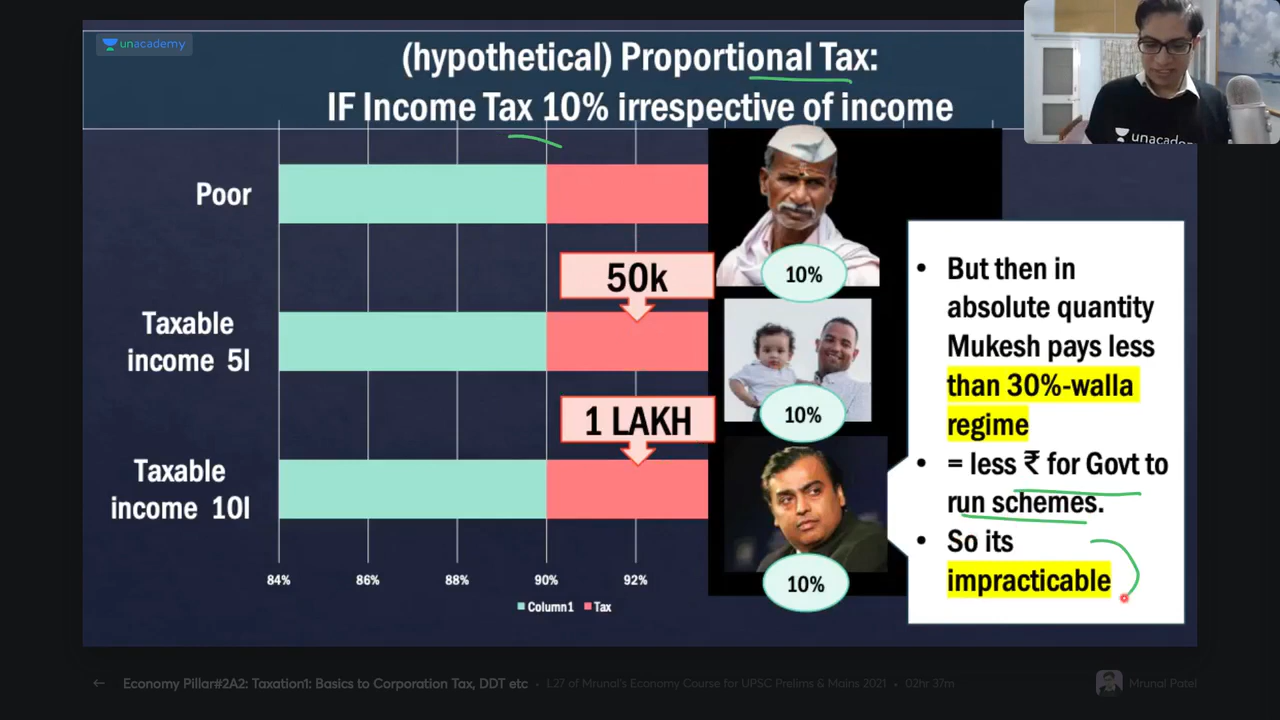 unacademy
(hypothetical) Proportional Tax:
IF Income Tax 10% irrespective of income
unacademy
Poor
10%
50k
Taxable
income 5l
10%
1 LAKH
Taxable
income 10l
10%
84%
86%
88%
90%
92%
Column1
Tax
• But then in
absolute quantity
Mukesh pays less
than 30%-walla
regime
• = less ₹ for Govt to
run schemes.
• So its
impracticable
← Economy Pillar#2A2: Taxation1: Basics to Corporation Tax, DDT etc • L27 of Mrunal's Economy Course for UPSC Prelims & Mains 2021 • 02hr 37m
Mrunal Patel